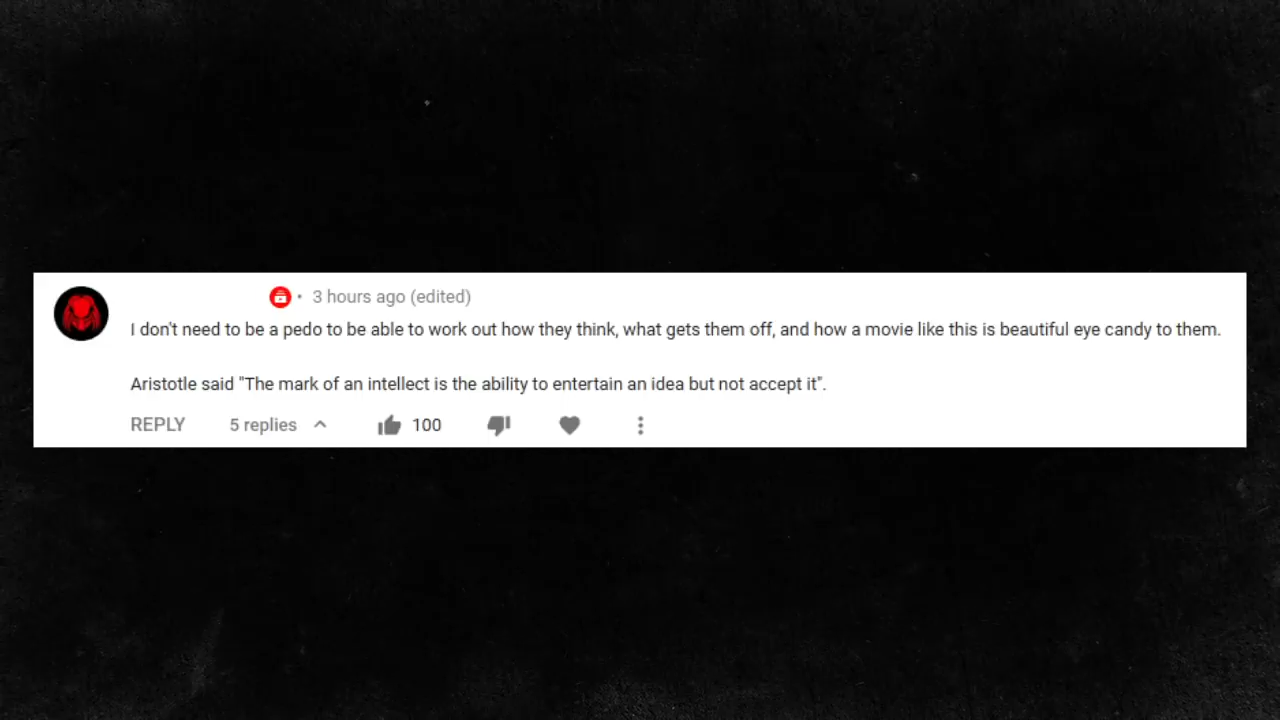 • 3 hours ago (edited)
I don't need to be a pedo to be able to work out how they think, what gets them off, and how a movie like this is beautiful eye candy to them.
Aristotle said "The mark of an intellect is the ability to entertain an idea but not accept it".
REPLY 5 replies 100